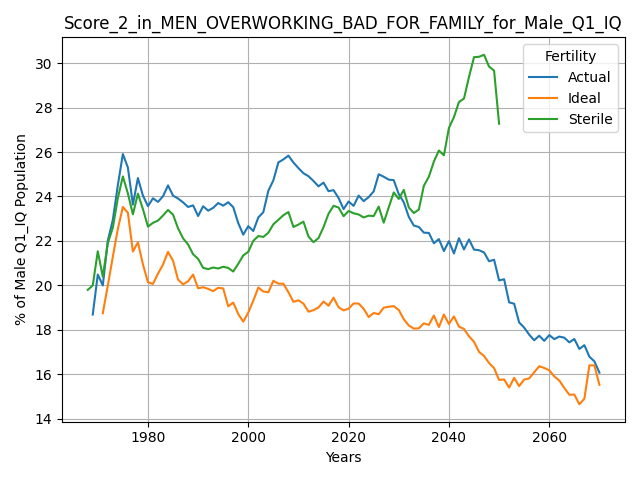 Score_2_in_MEN_OVERWORKING_BAD_FOR_FAMILY_for_Male_Q1_IQ
Fertility
Actual
Ideal
Sterile
% of Male Q1_IQ Population
30
28
26
24
22
20
18
16
14
1980
2000
2020
2040
2060
Years